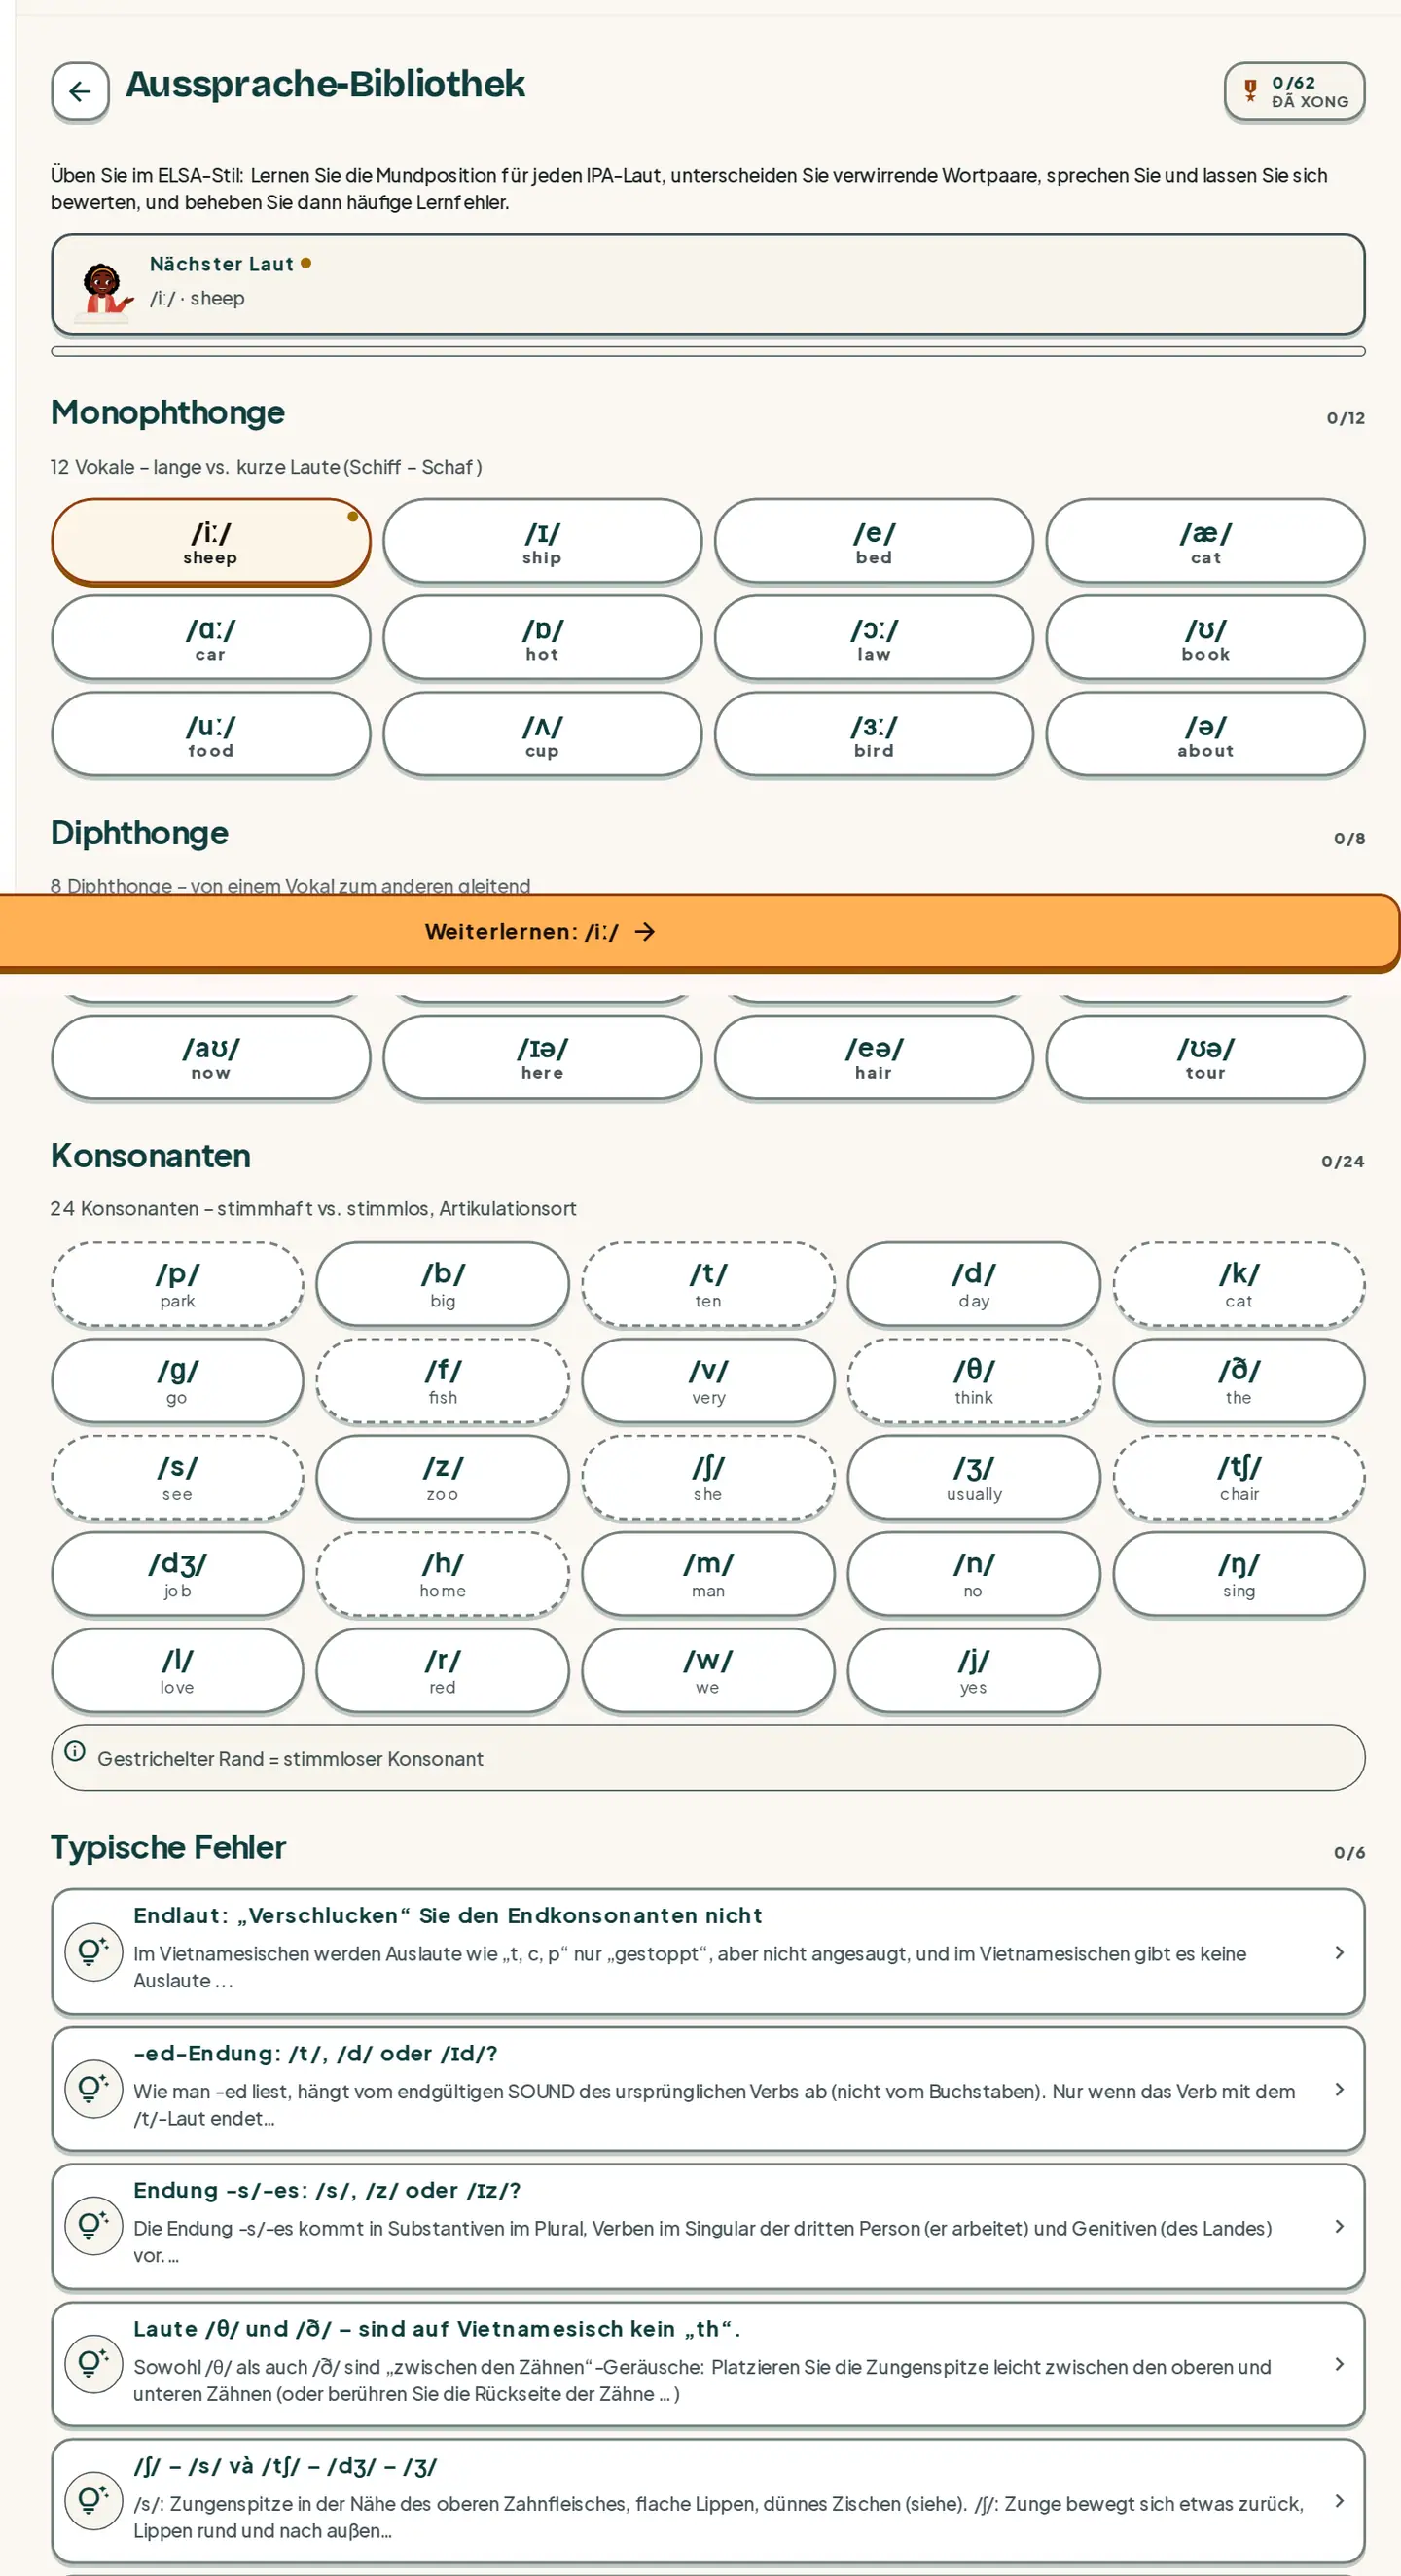 Aussprache-Bibliothek
0/62
ĐÃ XONG
Üben Sie im ELSA-Stil: Lernen Sie die Mundposition für jeden IPA-Laut, unterscheiden Sie verwirrende Wortpaare, sprechen Sie und lassen Sie sich
bewerten, und beheben Sie dann häufige Lernfehler.
Nächster Laut
/iː/ · sheep
Monophthonge
0/12
12 Vokale – lange vs. kurze Laute (Schiff – Schaf)
/iː/
sheep
/ɪ/
ship
/e/
bed
/æ/
cat
/ɑː/
car
/ɒ/
hot
/ɔː/
law
/ʊ/
book
/uː/
food
/ʌ/
cup
/ɜː/
bird
/ə/
about
Diphthonge
0/8
8 Diphthonge – von einem Vokal zum anderen gleitend
Weiterlernen: /iː/ →
/aʊ/
now
/ɪə/
here
/eə/
hair
/ʊə/
tour
Konsonanten
0/24
24 Konsonanten – stimmhaft vs. stimmlos, Artikulationsort
/p/
park
/b/
big
/t/
ten
/d/
day
/k/
cat
/g/
go
/f/
fish
/v/
very
/θ/
think
/ð/
the
/s/
see
/z/
zoo
/ʃ/
she
/ʒ/
usually
/tʃ/
chair
/dʒ/
job
/h/
home
/m/
man
/n/
no
/ŋ/
sing
/l/
love
/r/
red
/w/
we
/j/
yes
Gestrichelter Rand = stimmloser Konsonant
Typische Fehler
0/6
Endlaut: „Verschlucken“ Sie den Endkonsonanten nicht
Im Vietnamesischen werden Auslaute wie „t, c, p“ nur „gestoppt“, aber nicht angesaugt, und im Vietnamesischen gibt es keine
Auslaute ...
-ed-Endung: /t/, /d/ oder /ɪd/?
Wie man -ed liest, hängt vom endgültigen SOUND des ursprünglichen Verbs ab (nicht vom Buchstaben). Nur wenn das Verb mit dem
/t/-Laut endet…
Endung -s/-es: /s/, /z/ oder /ɪz/?
Die Endung -s/-es kommt in Substantiven im Plural, Verben im Singular der dritten Person (er arbeitet) und Genitiven (des Landes)
vor. …
Laute /θ/ und /ð/ – sind auf Vietnamesisch kein „th“.
Sowohl /θ/ als auch /ð/ sind „zwischen den Zähnen“-Geräusche: Platzieren Sie die Zungenspitze leicht zwischen den oberen und
unteren Zähnen (oder berühren Sie die Rückseite der Zähne … )
/ʃ/ – /s/ và /tʃ/ – /dʒ/ – /ʒ/
/s/: Zungenspitze in der Nähe des oberen Zahnfleisches, flache Lippen, dünnes Zischen (siehe). /ʃ/: Zunge bewegt sich etwas zurück,
Lippen rund und nach außen…